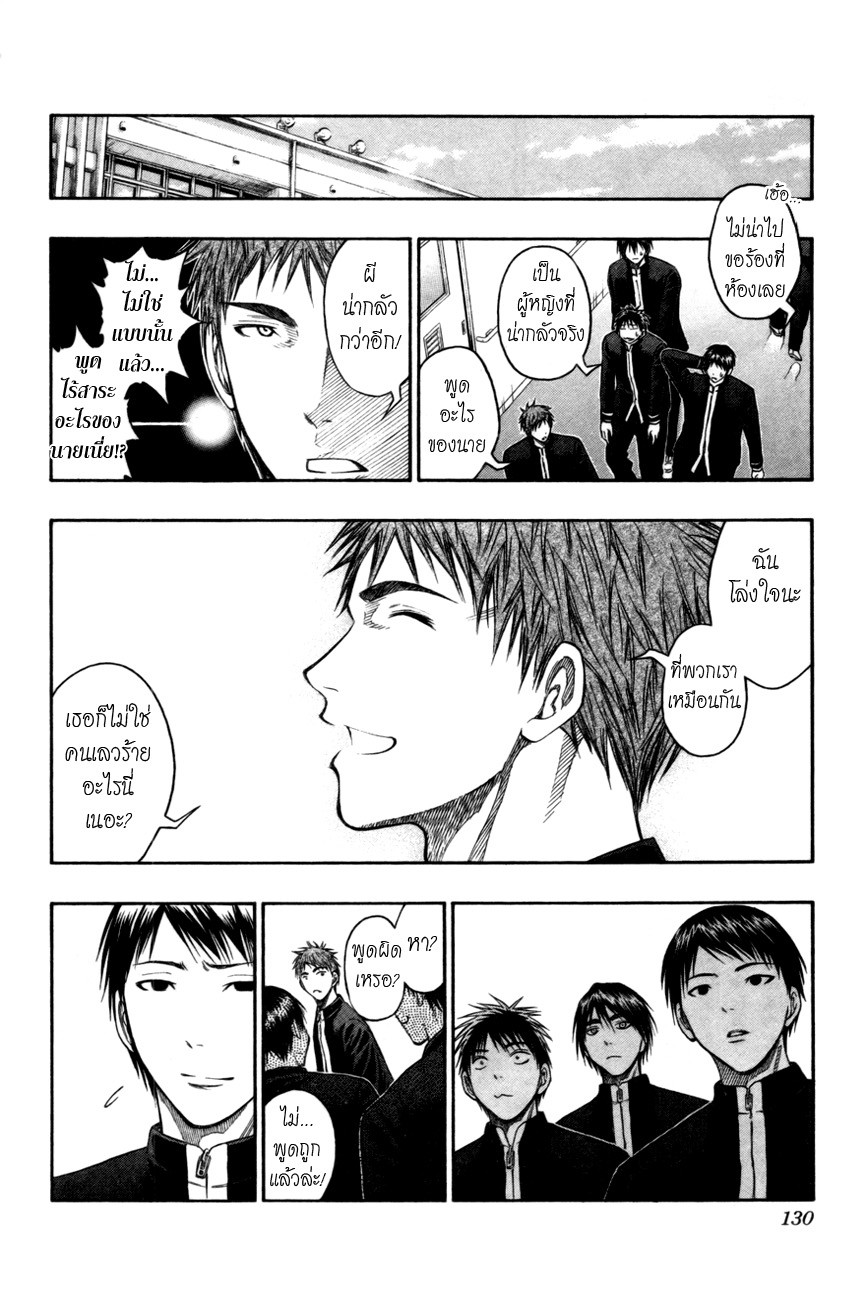 เฮ้อ...
ไม่น่าไป
ขอร้องที่
ห้องเลย
เป็น
ผู้หญิงที่
น่ากลัวจริง
พูด
อะไร
ของนาย
ผี
น่ากลัว
กว่าอีก!
ไม่...
ไม่ใช่
แบบนั้น
แล้ว...
พูด
ไร้สาระ
อะไรของ
นายเนี่ย!?
ฉัน
โล่งใจนะ
ที่พวกเรา
เหมือนกัน
เธอก็ไม่ใช่
คนเลวร้าย
อะไรนี่
เนอะ?
หา?
พูดผิด
เหรอ?
ไม่...
พูดถูก
แล้วล่ะ!
130